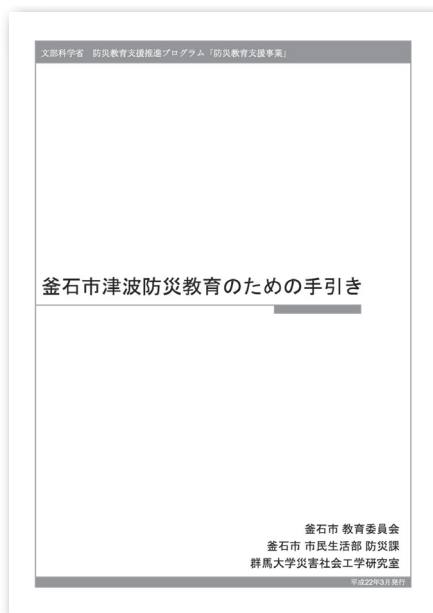 文部科学省 防災教育支援推進プログラム「防災教育支援事業」
釜石市津波防災教育のための手引き
釜石市 教育委員会
釜石市 市民生活部 防災課
群馬大学災害社会工学研究室
平成22年3月発行